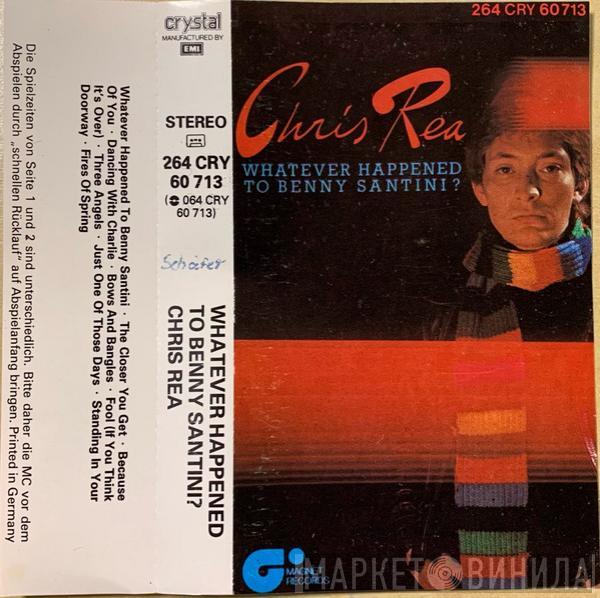 Die Spielzeiten von Seite 1 und 2 sind unterschiedlich. Bitte daher die MC vor dem
Abspielen durch „schnellen Rücklauf" auf Abspielanfang bringen. Printed in Germany
Whatever Happened To Benny Santini · The Closer You Get · Because
Of You · Dancing With Charlie · Bows And Bangles · Fool (If You Think
It's Over) · Three Angels · Just One Of Those Days · Standing In Your
Doorway · Fires Of Spring
crystal
MANUFACTURED BY
EMI
STEREO
264 CRY
60 713
(064 CRY
60 713)
Schäfer
WHATEVER HAPPENED
TO BENNY SANTINI?
CHRIS REA
264 CRY 60 713
Chris Rea
WHATEVER HAPPENED
TO BENNY SANTINI?
MAGNET
RECORDS
МАРКЕТ ВИНИЛА